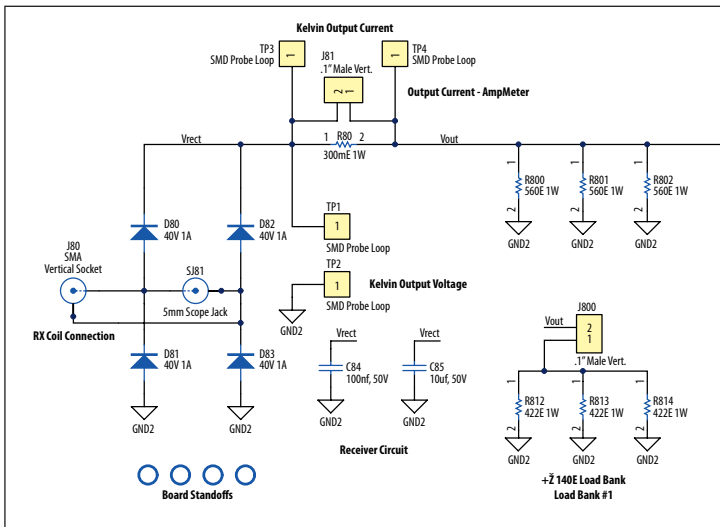 Kelvin Output Current
TP3
SMD Probe Loop
1
J81
.1" Male Vert.
2 1
1
TP4
SMD Probe Loop
Output Current - AmpMeter
Vrect
1 R80 2
300mE 1W
Vout
1
R800
560E 1W
2
GND2
1
R801
560E 1W
2
GND2
1
R802
560E 1W
2
GND2
D80
40V 1A
D82
40V 1A
TP1
1
SMD Probe Loop
J80
SMA
Vertical Socket
SJ81
5mm Scope Jack
TP2
1
SMD Probe Loop
Kelvin Output Voltage
GND2
RX Coil Connection
D81
40V 1A
GND2
D83
40V 1A
GND2
Vrect
C84
100nf, 50V
GND2
Vrect
C85
10uf, 50V
GND2
J800
Vout
2
1
.1" Male Vert.
1
R812
422E 1W
2
GND2
1
R813
422E 1W
2
GND2
1
R814
422E 1W
2
GND2
Receiver Circuit
Board Standoffs
+Ž 140E Load Bank
Load Bank #1